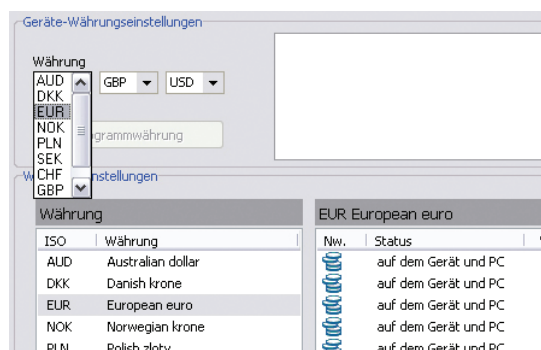 Geräte-Währungseinstellungen
Währung
AUD GBP USD
DKK
EUR
NOK
PLN
SEK
CHF
GBP
Währung
EUR European euro
ISO Währung
Nw. Status
AUD Australian dollar
auf dem Gerät und PC
DKK Danish krone
auf dem Gerät und PC
EUR European euro
auf dem Gerät und PC
NOK Norwegian krone
auf dem Gerät und PC
PLN Polish zloty
auf dem Gerät und PC